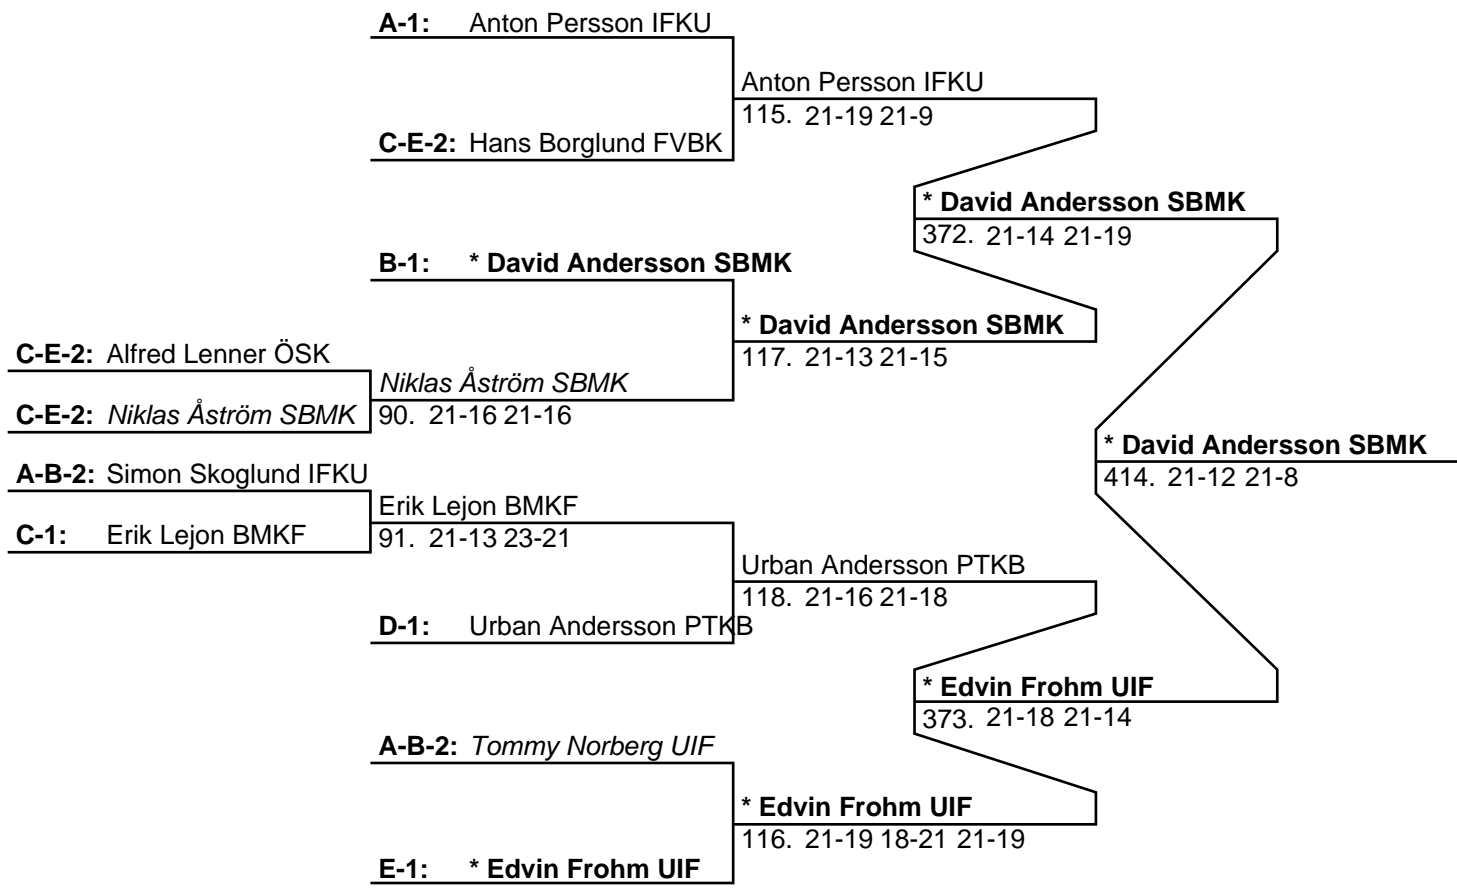 A-1: Anton Persson IFKU
Anton Persson IFKU
115. 21-19 21-9
C-E-2: Hans Borglund FVBK
* David Andersson SBMK
372. 21-14 21-19
B-1: * David Andersson SBMK
* David Andersson SBMK
117. 21-13 21-15
C-E-2: Alfred Lenner ÖSK
Niklas Åström SBMK
90. 21-16 21-16
C-E-2: Niklas Åström SBMK
* David Andersson SBMK
414. 21-12 21-8
A-B-2: Simon Skoglund IFKU
Erik Lejon BMKF
91. 21-13 23-21
C-1: Erik Lejon BMKF
Urban Andersson PTKB
118. 21-16 21-18
D-1: Urban Andersson PTKB
* Edvin Frohm UIF
373. 21-18 21-14
A-B-2: Tommy Norberg UIF
* Edvin Frohm UIF
116. 21-19 18-21 21-19
E-1: * Edvin Frohm UIF